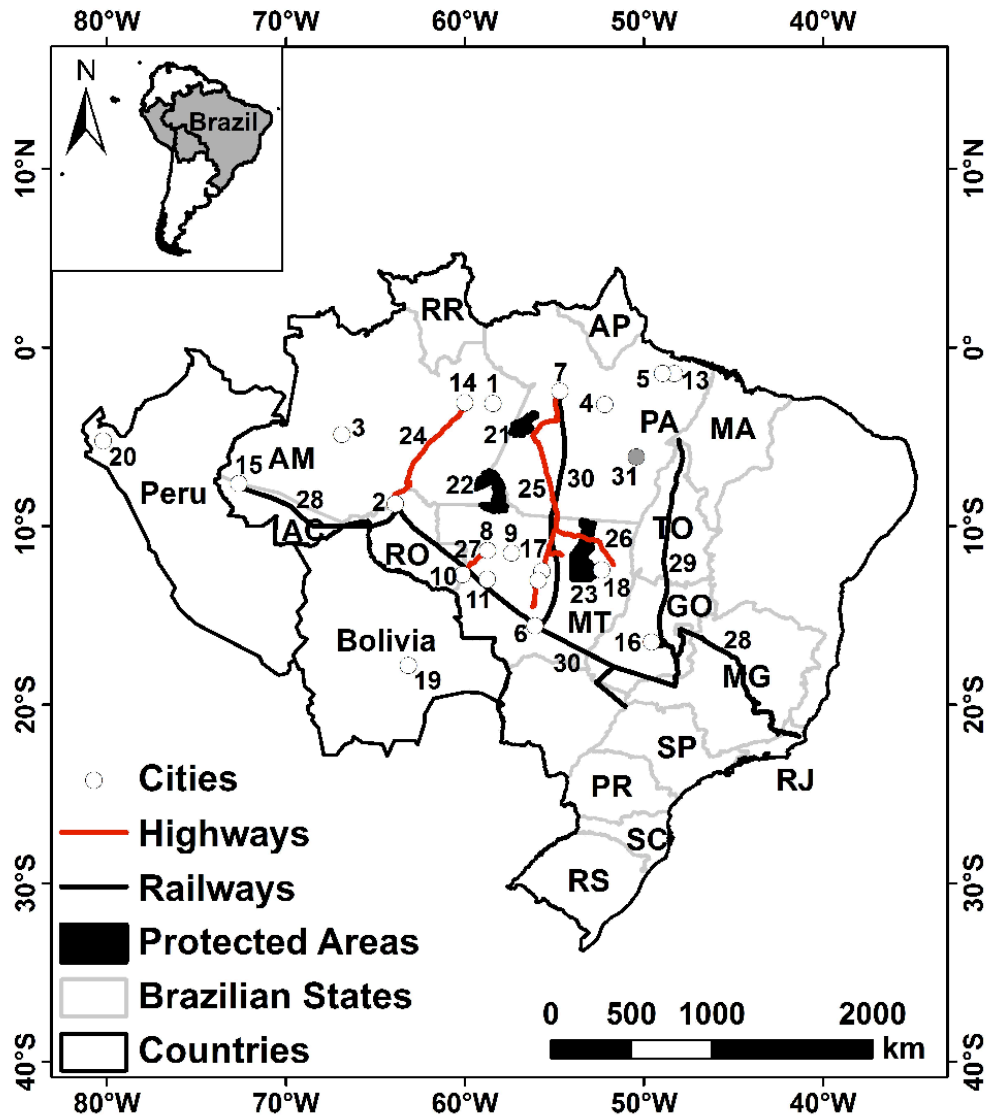 80°W 70°W 60°W 50°W 40°W
N
Brazil
10°N 10°N
RR
AP
0° 0°
7
5 13
14 1
4
PA
MA
3
24
21
20
15
AM
31
Peru
22
25
30
28
2
10°S 10°S
AC
8 9
TO
26
RO
27
17
29
10
11
23
18
GO
MT
6
16
28
Bolivia
30
19
MG
20°S 20°S
SP
Cities
PR
RJ
Highways
SC
Railways
RS
30°S 30°S
Protected Areas
Brazilian States
0 500 1000 2000
Countries
km
40°S 40°S
80°W 70°W 60°W 50°W 40°W